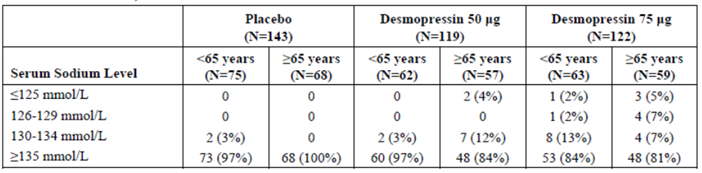 Placebo Desmopressin 50 µg Desmopressin 75 µg
(N=143) (N=119) (N=122)
<65 years ≥65 years <65 years ≥65 years <65 years ≥65 years
Serum Sodium Level (N=75) (N=68) (N=62) (N=57) (N=63) (N=59)
≤125 mmol/L 0 0 0 2 (4%) 1 (2%) 3 (5%)
126-129 mmol/L 0 0 0 0 1 (2%) 4 (7%)
130-134 mmol/L 2 (3%) 0 2 (3%) 7 (12%) 8 (13%) 4 (7%)
≥135 mmol/L 73 (97%) 68 (100%) 60 (97%) 48 (84%) 53 (84%) 48 (81%)